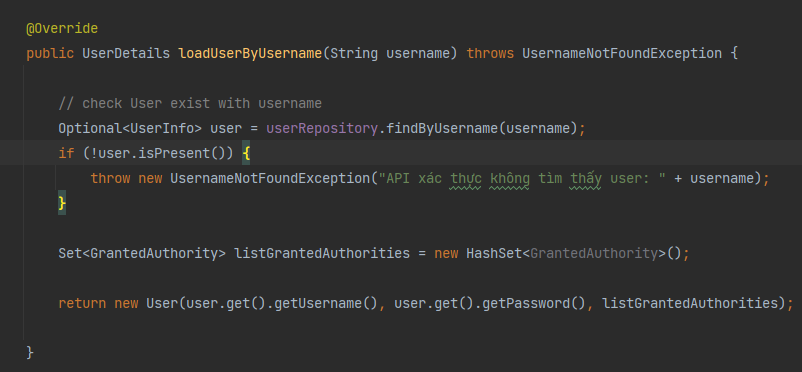 @Override
public UserDetails loadUserByUsername(String username) throws UsernameNotFoundException {
// check User exist with username
Optional<UserInfo> user = userRepository.findByUsername(username);
if (!user.isPresent()) {
throw new UsernameNotFoundException("API xác thực không tìm thấy user: " + username);
}
Set<GrantedAuthority> listGrantedAuthorities = new HashSet<GrantedAuthority>();
return new User(user.get().getUsername(), user.get().getPassword(), listGrantedAuthorities);
}